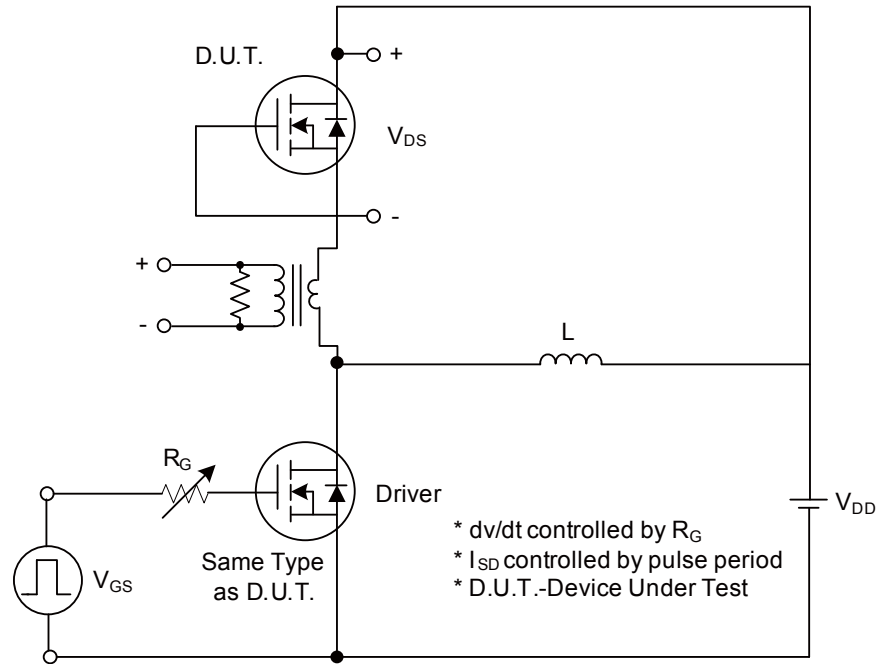 D.U.T.
+
V_DS
-
+
-
L
R_G
Driver
V_DD
V_GS
Same Type
as D.U.T.
* dv/dt controlled by R_G
* I_SD controlled by pulse period
* D.U.T.-Device Under Test